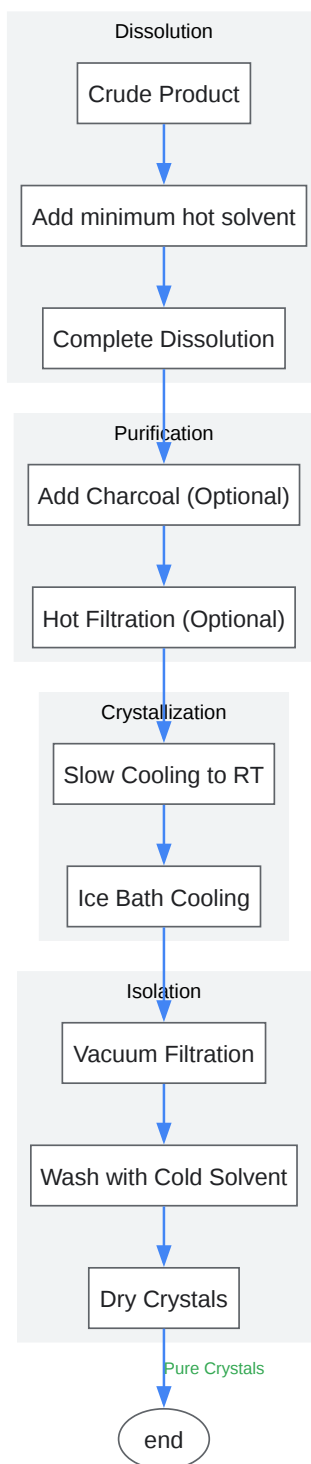 Dissolution
Crude Product
Add minimum hot solvent
Complete Dissolution
Purification
Add Charcoal (Optional)
Hot Filtration (Optional)
Crystallization
Slow Cooling to RT
Ice Bath Cooling
Isolation
Vacuum Filtration
Wash with Cold Solvent
Dry Crystals
Pure Crystals
end